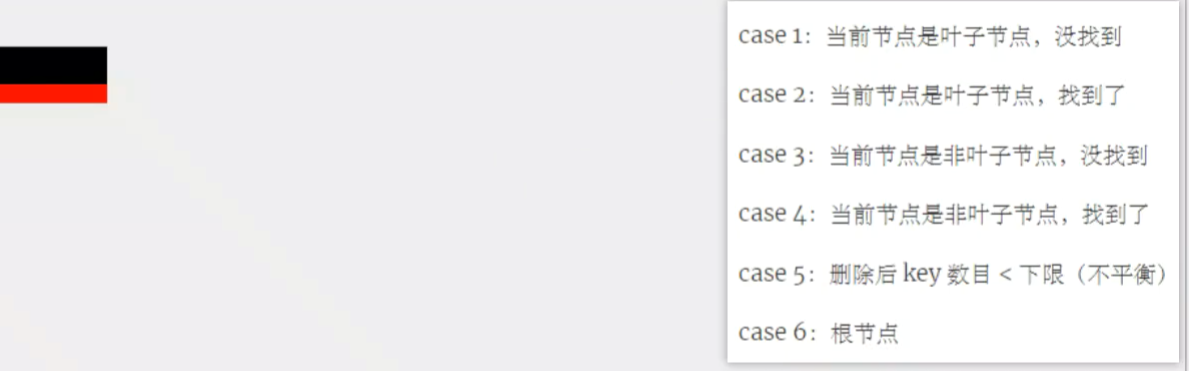 case 1：当前节点是叶子节点，没找到
case 2：当前节点是叶子节点，找到了
case 3：当前节点是非叶子节点，没找到
case 4：当前节点是非叶子节点，找到了
case 5：删除后 key 数目 < 下限（不平衡）
case 6：根节点